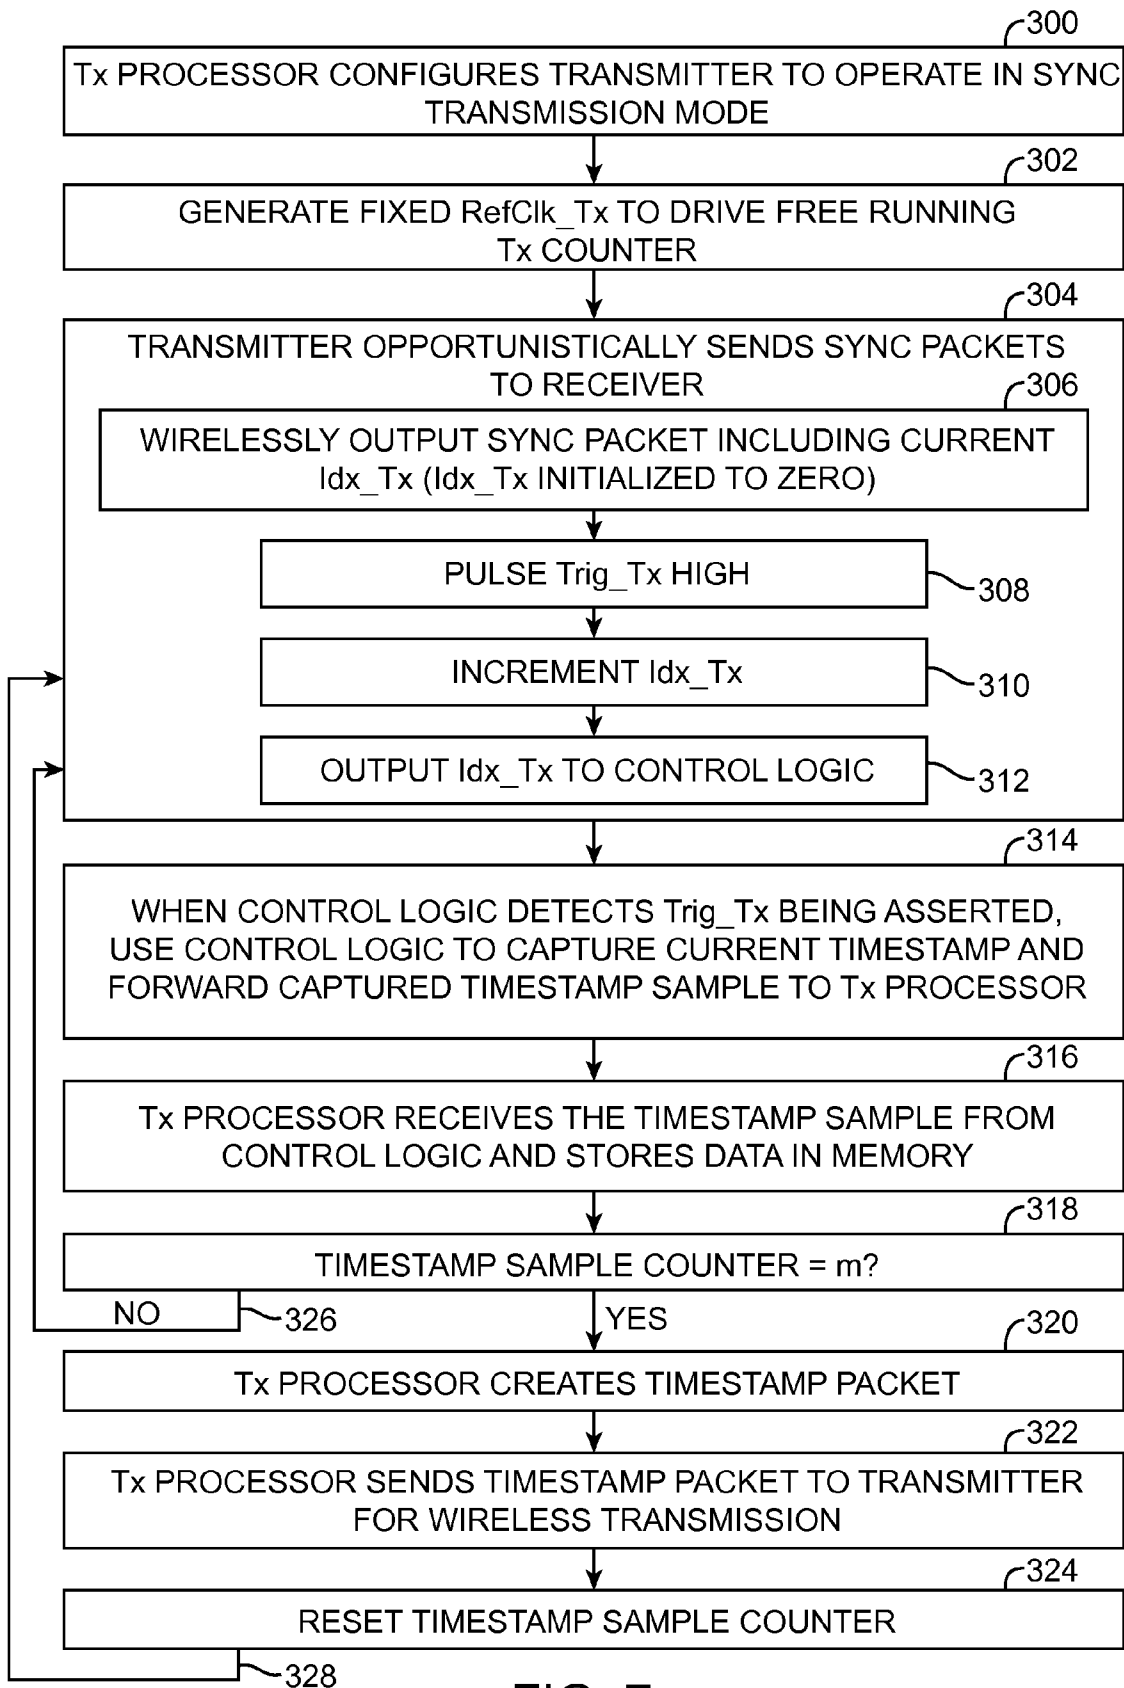 300
Tx PROCESSOR CONFIGURES TRANSMITTER TO OPERATE IN SYNC
TRANSMISSION MODE
302
GENERATE FIXED RefClk_Tx TO DRIVE FREE RUNNING
Tx COUNTER
304
TRANSMITTER OPPORTUNISTICALLY SENDS SYNC PACKETS
TO RECEIVER
306
WIRELESSLY OUTPUT SYNC PACKET INCLUDING CURRENT
Idx_Tx (Idx_Tx INITIALIZED TO ZERO)
PULSE Trig_Tx HIGH
308
INCREMENT Idx_Tx
310
OUTPUT Idx_Tx TO CONTROL LOGIC
312
314
WHEN CONTROL LOGIC DETECTS Trig_Tx BEING ASSERTED,
USE CONTROL LOGIC TO CAPTURE CURRENT TIMESTAMP AND
FORWARD CAPTURED TIMESTAMP SAMPLE TO Tx PROCESSOR
316
Tx PROCESSOR RECEIVES THE TIMESTAMP SAMPLE FROM
CONTROL LOGIC AND STORES DATA IN MEMORY
318
TIMESTAMP SAMPLE COUNTER = m?
NO
326
YES
320
Tx PROCESSOR CREATES TIMESTAMP PACKET
322
Tx PROCESSOR SENDS TIMESTAMP PACKET TO TRANSMITTER
FOR WIRELESS TRANSMISSION
324
RESET TIMESTAMP SAMPLE COUNTER
328